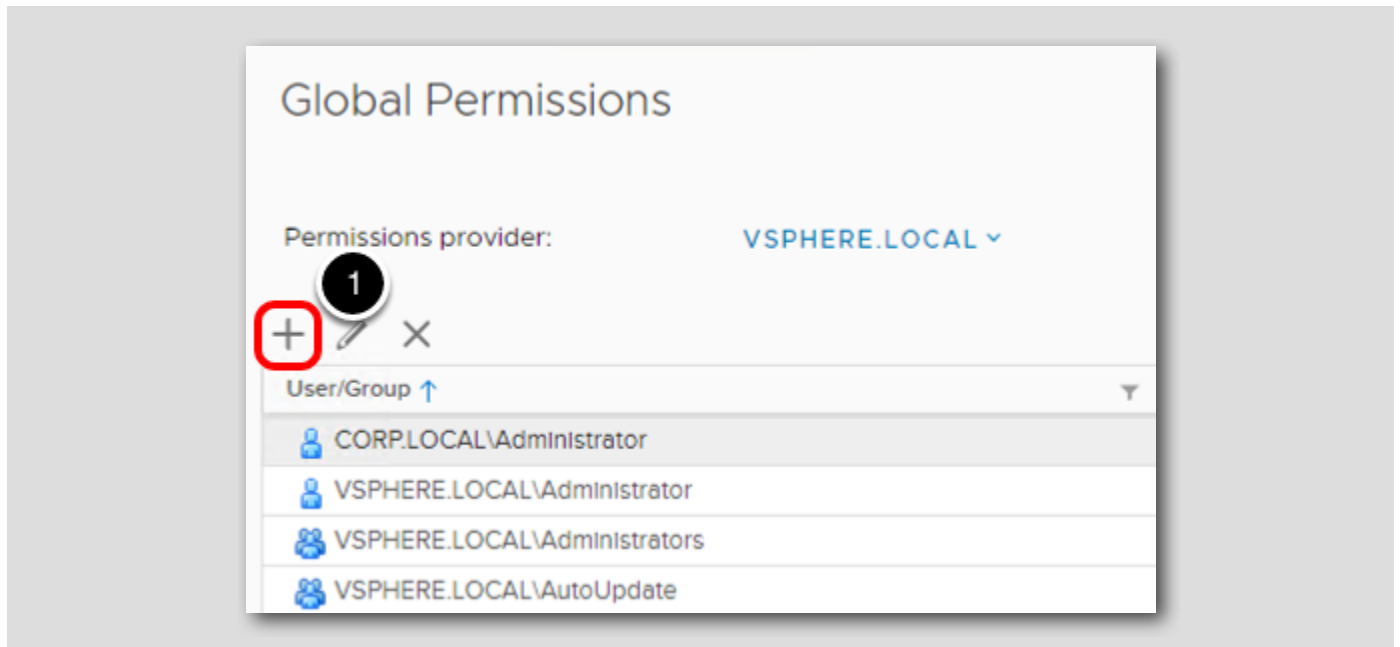 Global Permissions
Permissions provider: VSPHERE.LOCAL
1
User/Group
CORP.LOCAL\Administrator
VSPHERE.LOCAL\Administrator
VSPHERE.LOCAL\Administrators
VSPHERE.LOCAL\AutoUpdate